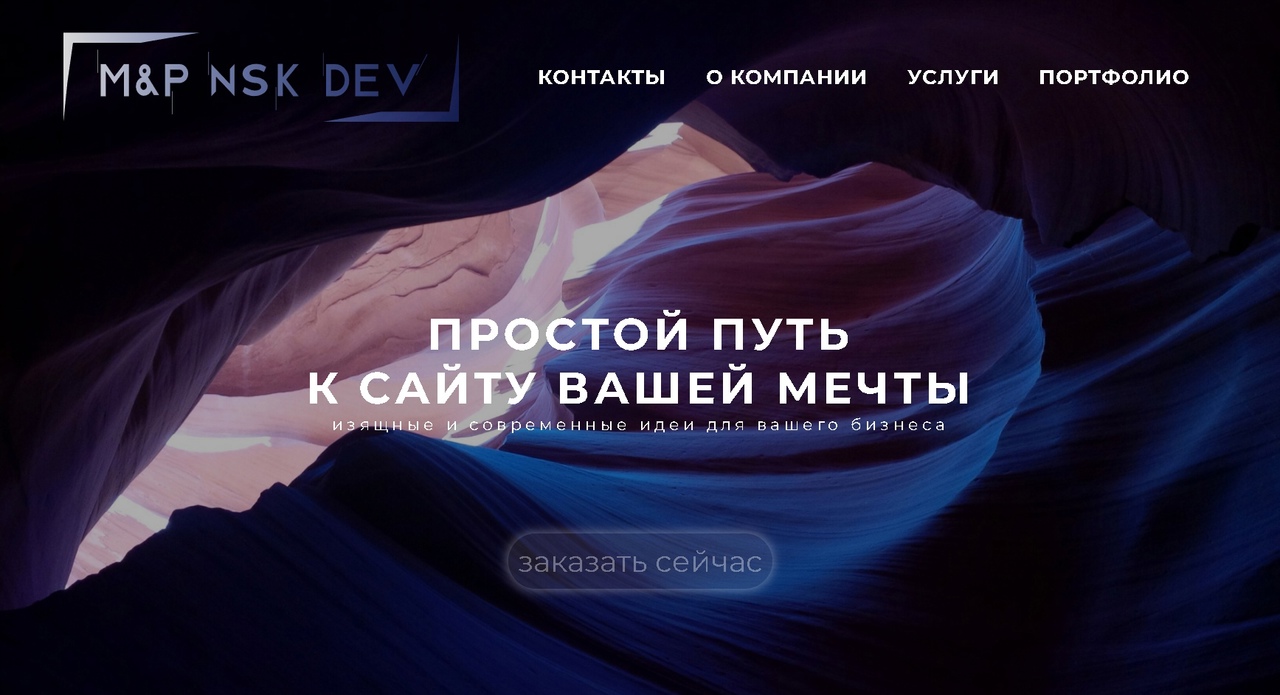 M&P NSK DEV
КОНТАКТЫ О КОМПАНИИ УСЛУГИ ПОРТФОЛИО
ПРОСТОЙ ПУТЬ
К САЙТУ ВАШЕЙ МЕЧТЫ
изящные и современные идеи для вашего бизнеса
заказать сейчас